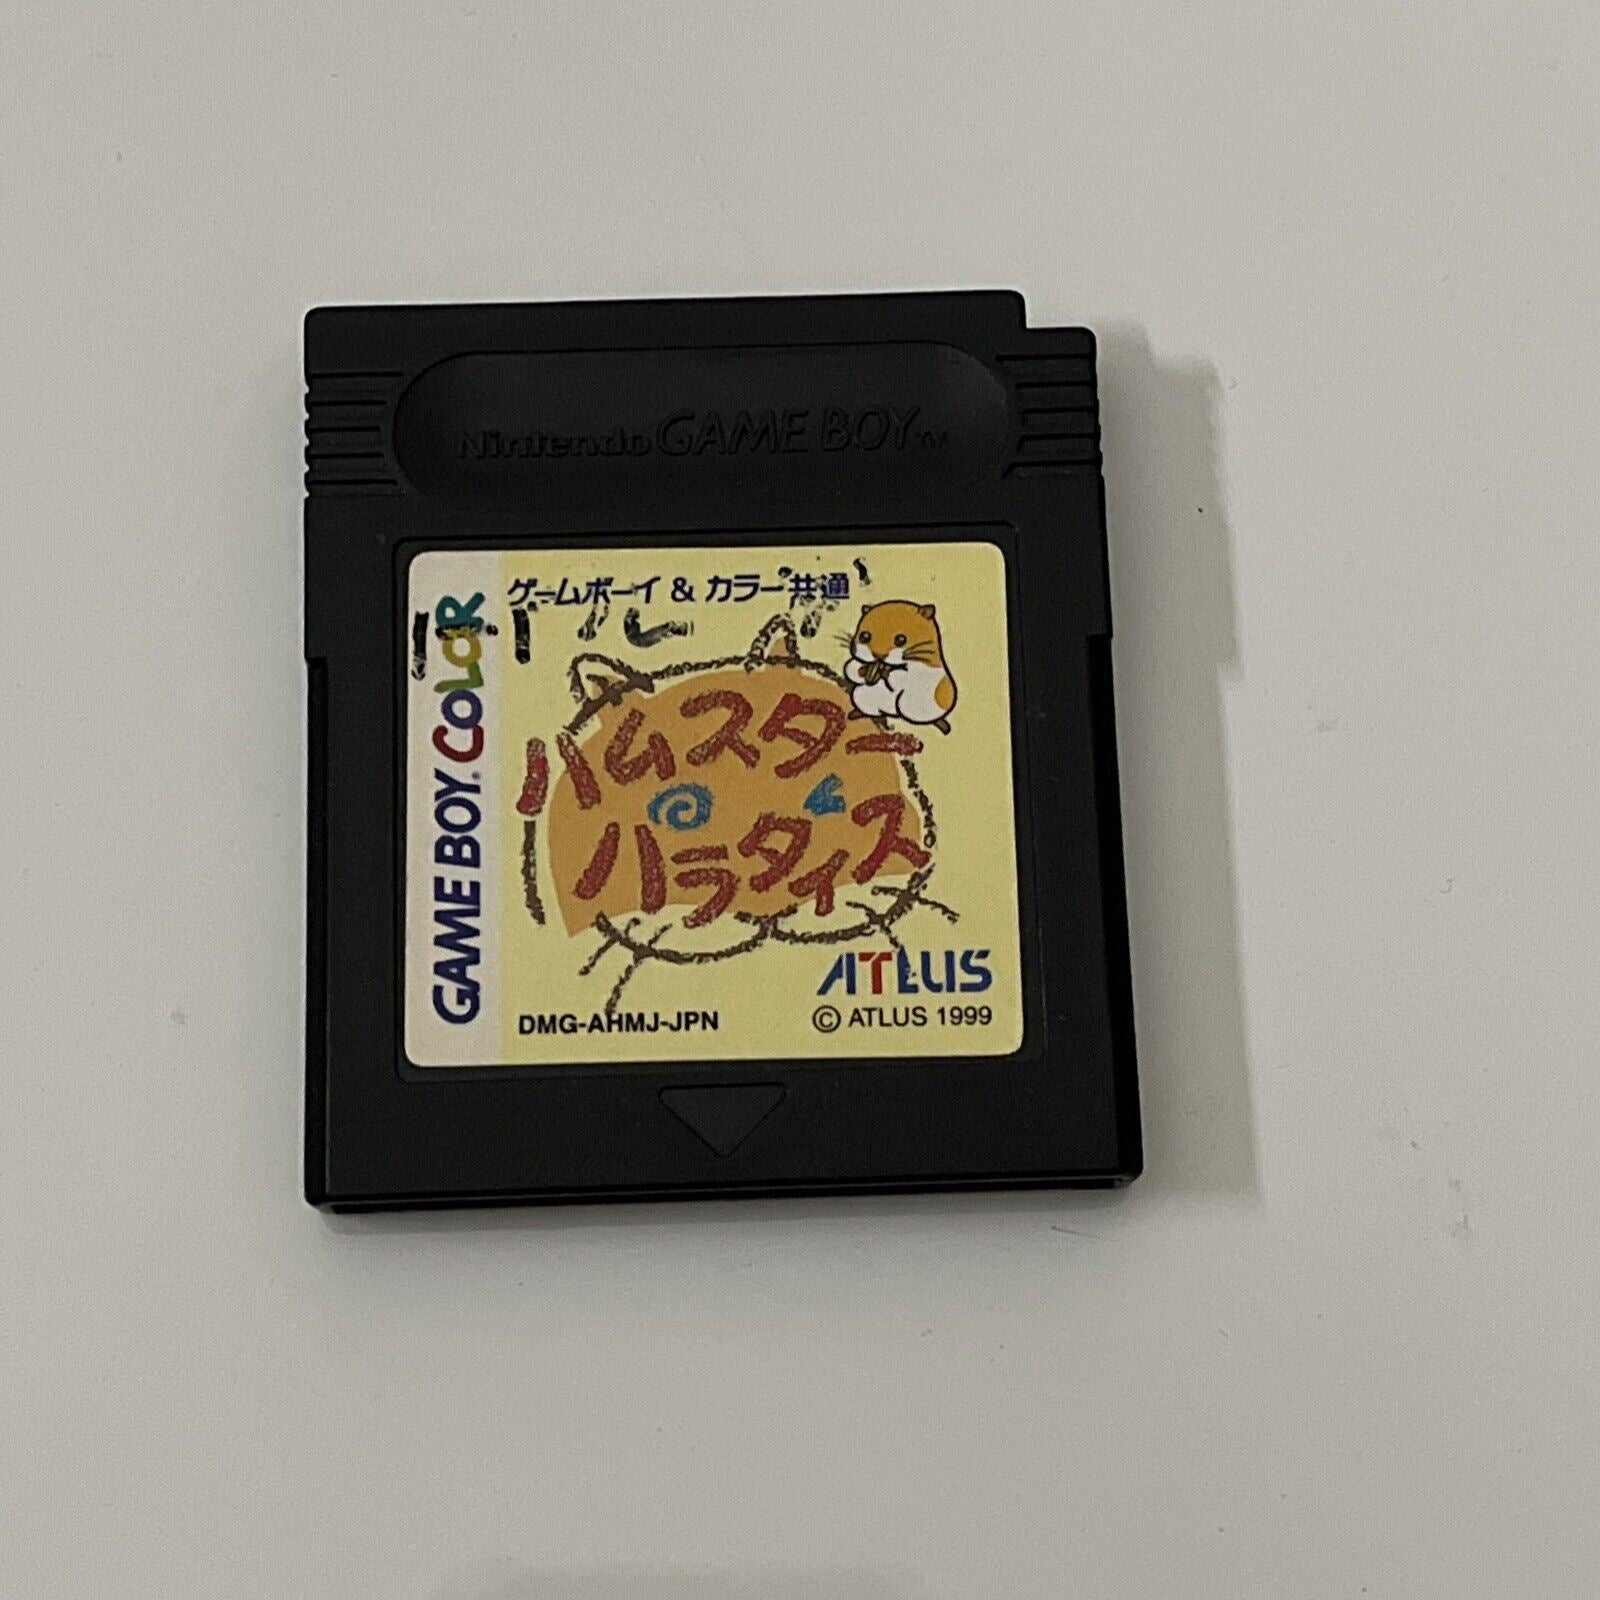 Nintendo GAME BOY TM
ゲームボーイ & カラー共通
GAME BOY COLOR
ハムスター
パラダイス
ATLUS
DMG-AHMJ-JPN
© ATLUS 1999